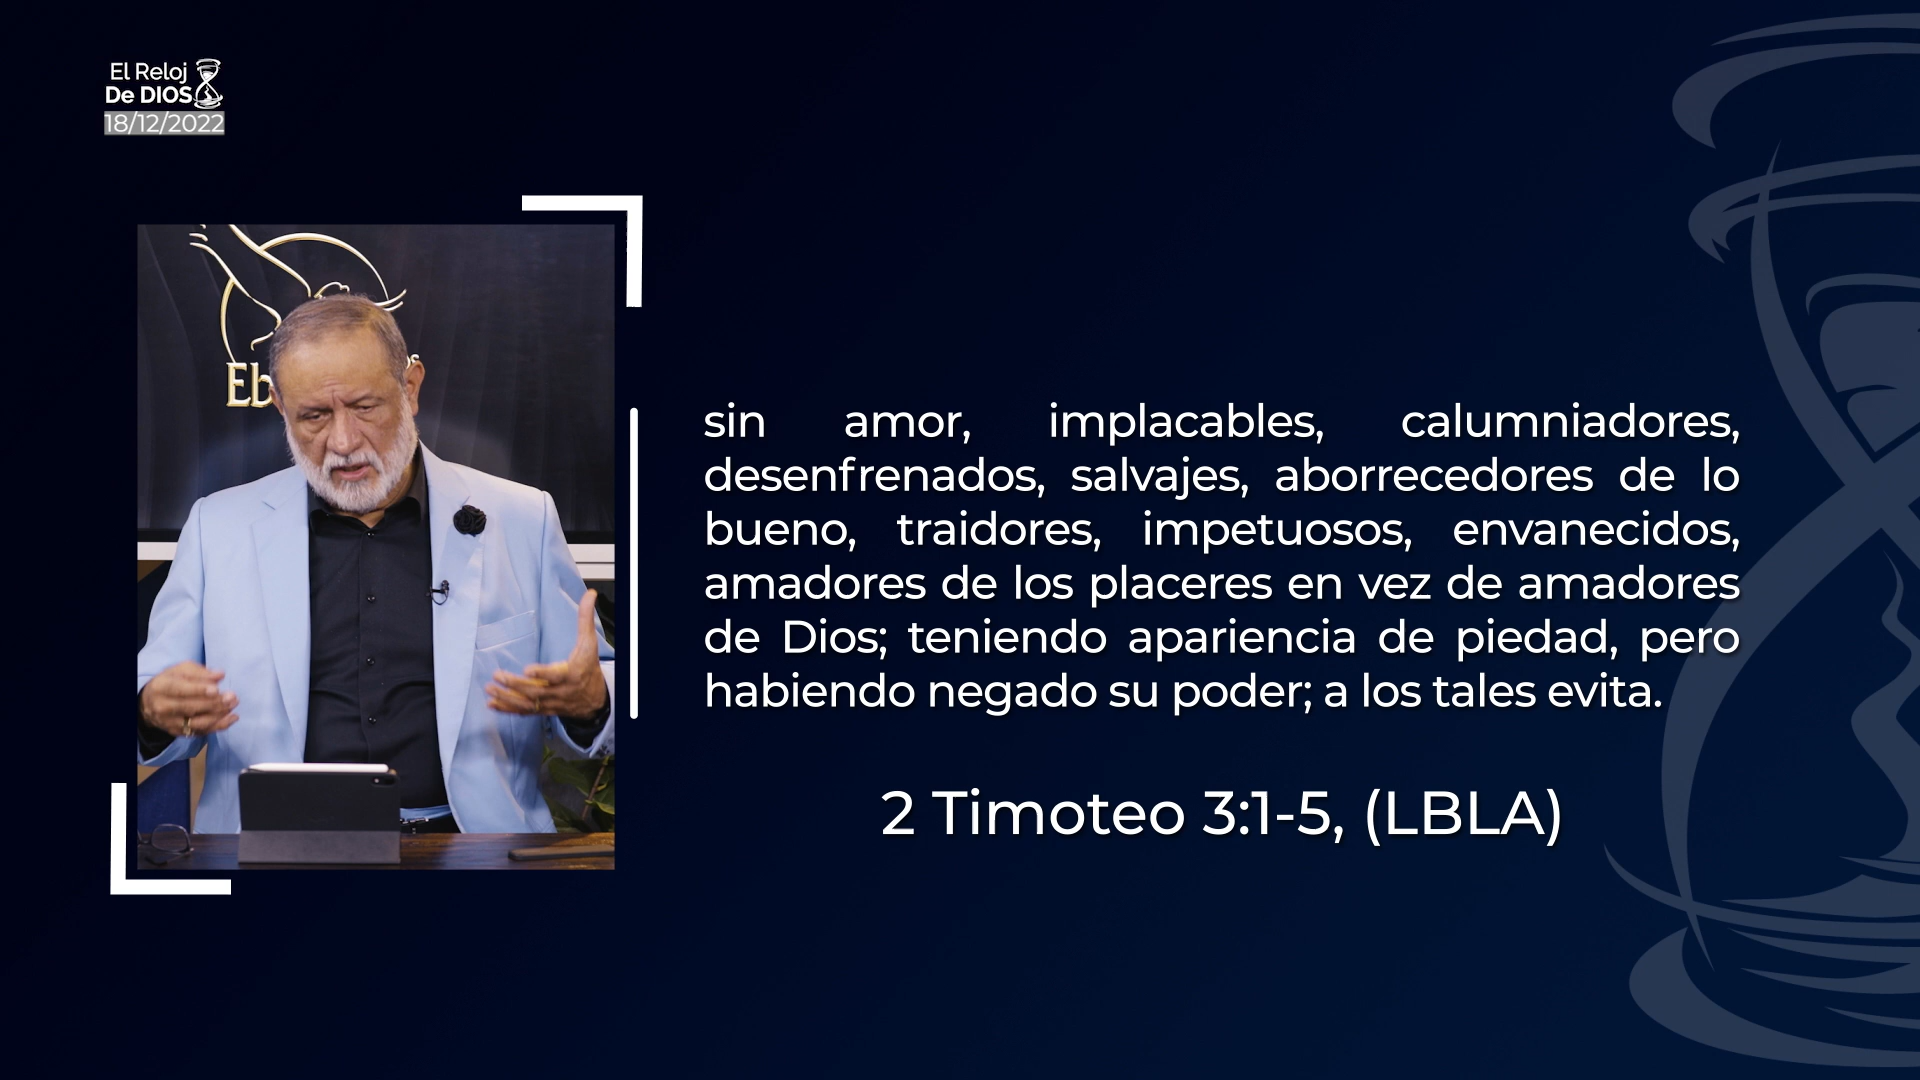 El Reloj
De DIOS
18/12/2022
Eb
os
sin amor, implacables, calumniadores,
desenfrenados, salvajes, aborrecedores de lo
bueno, traidores, impetuosos, envanecidos,
amadores de los placeres en vez de amadores
de Dios; teniendo apariencia de piedad, pero
habiendo negado su poder; a los tales evita.
2 Timoteo 3:1-5, (LBLA)